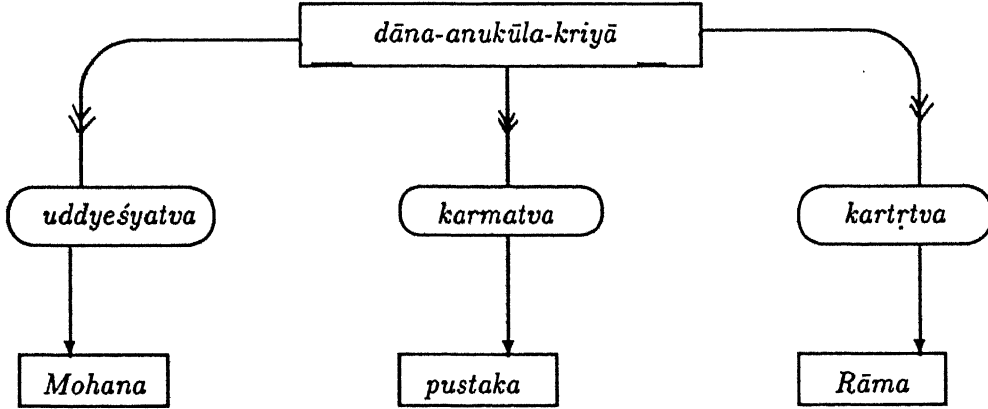 dāna-anukūla-kriyā
uddyeśyatva
karmatva
kartṛtva
Mohana
pustaka
Rāma